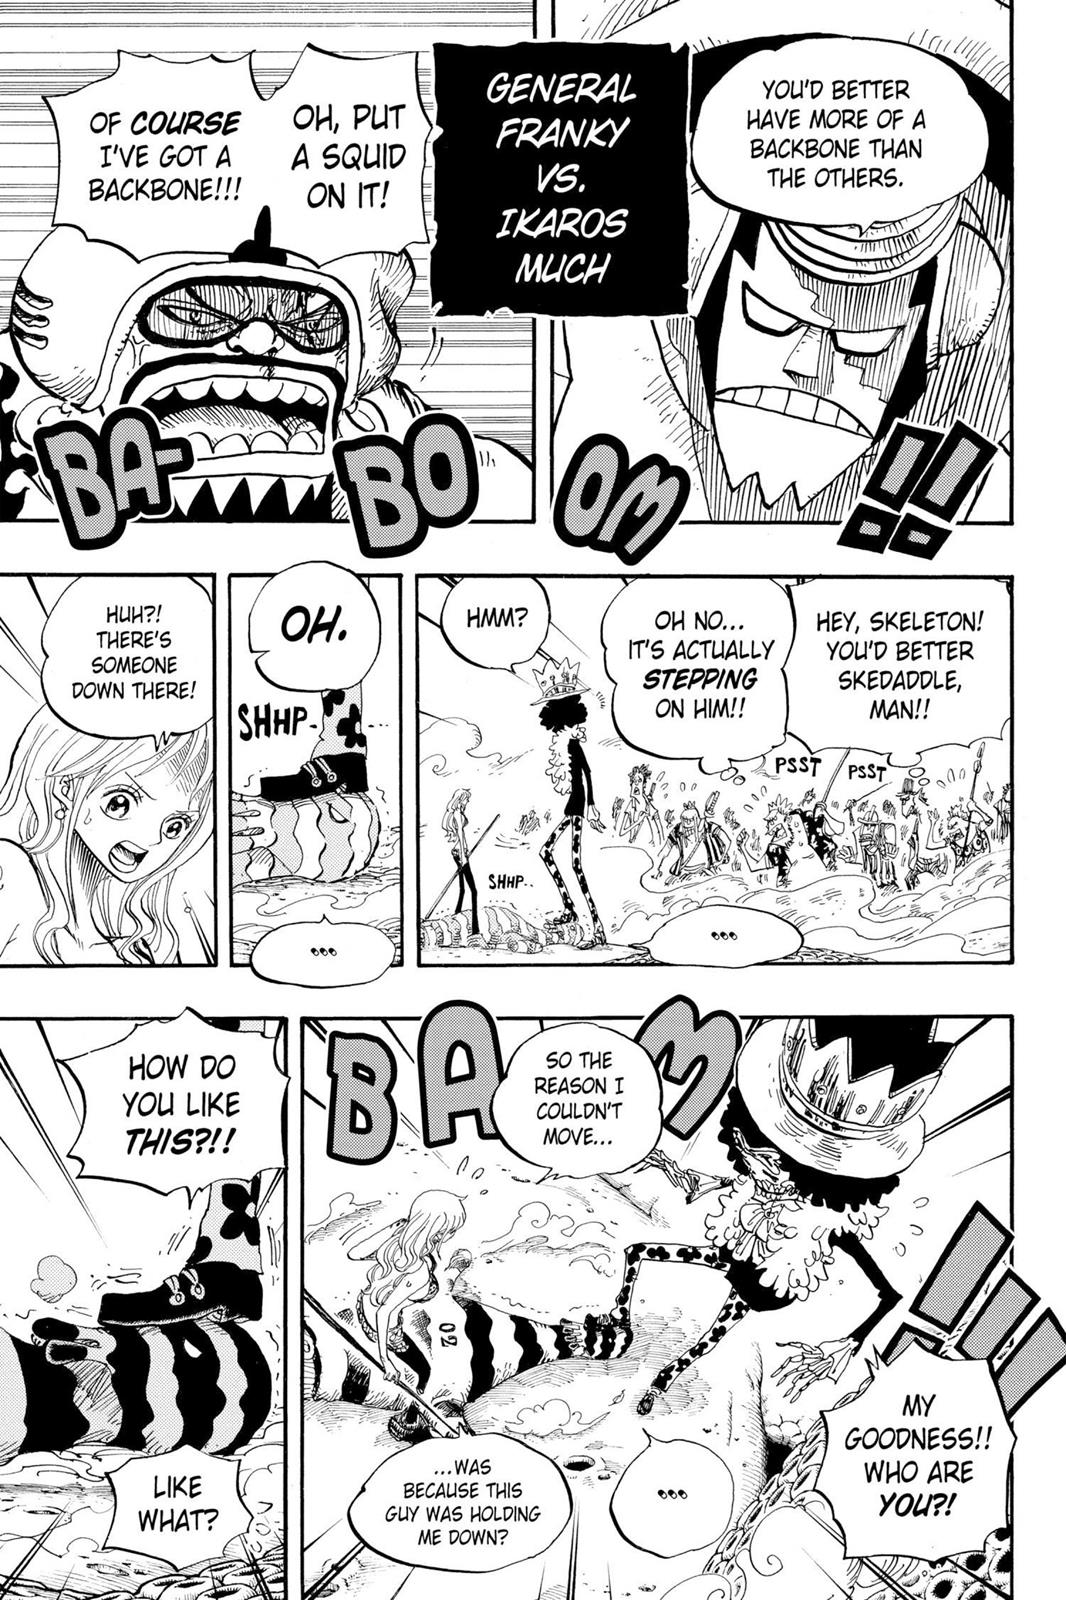 YOU'D BETTER
HAVE MORE OF A
BACKBONE THAN
THE OTHERS.
GENERAL
FRANKY
VS.
IKAROS
MUCH
OH, PUT
A SQUID
ON IT!
OF COURSE
I'VE GOT A
BACKBONE!!!
BA-
BO
OM
!!
HEY, SKELETON!
YOU'D BETTER
SKEDADDLE,
MAN!!
PSST
PSST
OH NO...
IT'S ACTUALLY
STEPPING
ON HIM!!
HMM?
SHHP..
...
OH.
SHHP..
...
HUH?!
THERE'S
SOMEONE
DOWN THERE!
BAM
!!!
SO THE
REASON I
COULDN'T
MOVE...
02
MY
GOODNESS!!
WHO ARE
YOU?!
...
...WAS
BECAUSE THIS
GUY WAS HOLDING
ME DOWN?
HOW DO
YOU LIKE
THIS?!!
LIKE
WHAT?